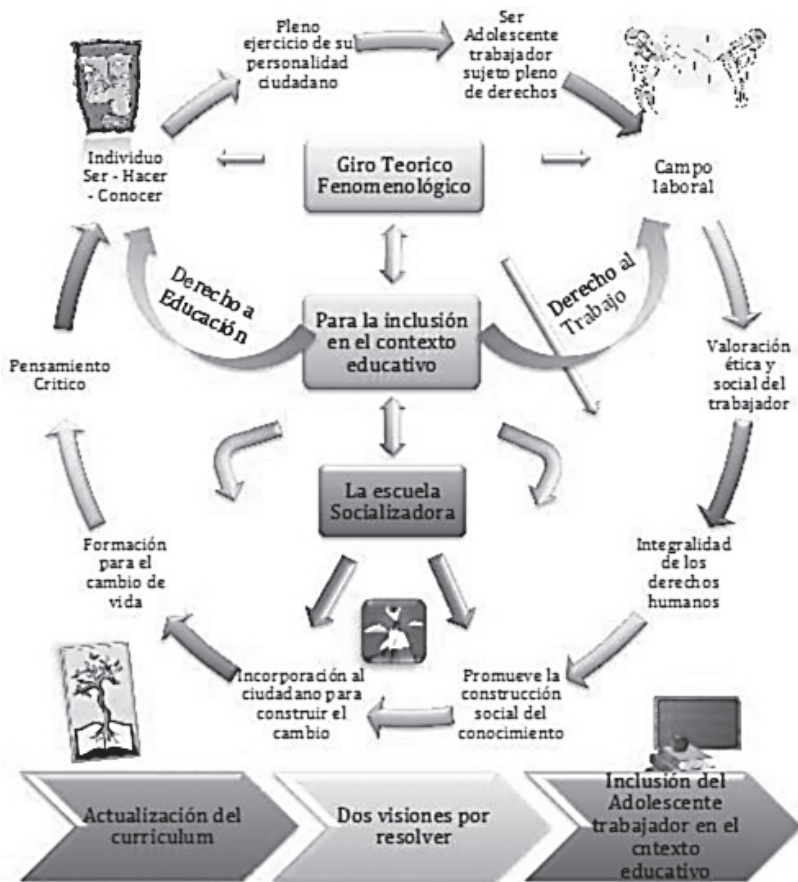 Pleno
ejercicio de su
personalidad
ciudadano
Ser
Adolescente
trabajador
sujeto pleno
de derechos
Individuo
Ser - Hacer
- Conocer
Giro Teorico
Fenomenológico
Campo
laboral
Derecho a
Educación
Para la inclusión
en el contexto
educativo
Derecho al
Trabajo
Pensamiento
Critico
Valoración
ética y
social del
trabajador
La escuela
Socializadora
Formación
para el
cambio de
vida
Integralidad
de los
derechos
humanos
Incorporación al
ciudadano para
construir el
cambio
Promueve la
construcción
social del
conocimiento
Actualización del
curriculum
Dos visiones por
resolver
Inclusión del
Adolescente
trabajador en el
cntexto
educativo